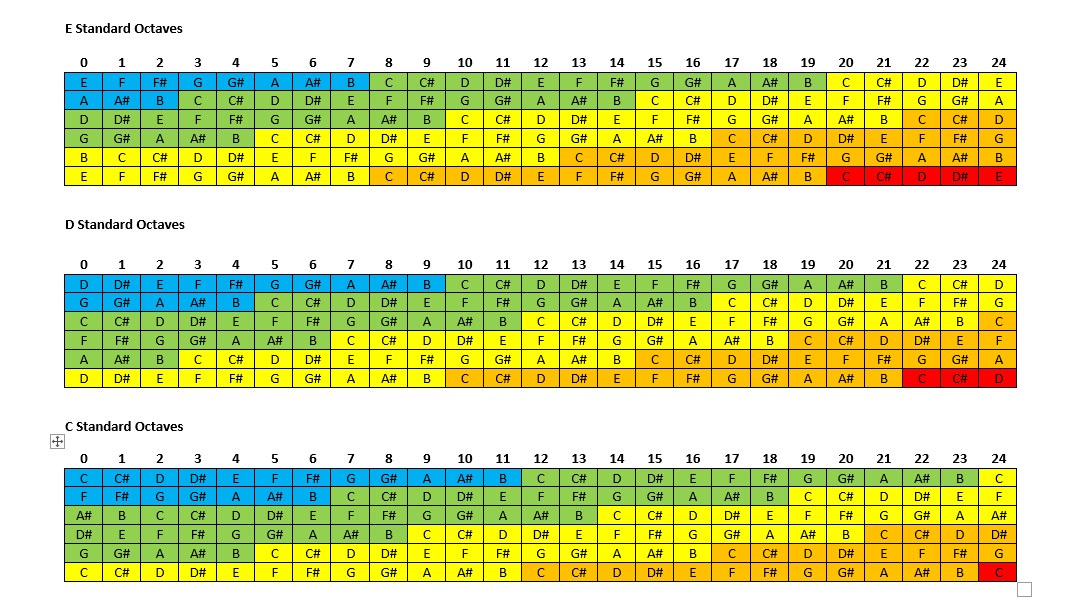 E Standard Octaves
0 1 2 3 4 5 6 7 8 9 10 11 12 13 14 15 16 17 18 19 20 21 22 23 24
E F F# G G# A A# B C C# D D# E F F# G G# A A# B C C# D D# E
A A# B C C# D D# E F F# G G# A A# B C C# D D# E F F# G G# A
D D# E F F# G G# A A# B C C# D D# E F F# G G# A A# B C C# D
G G# A A# B C C# D D# E F F# G G# A A# B C C# D D# E F F# G
B C C# D D# E F F# G G# A A# B C C# D D# E F F# G G# A A# B
E F F# G G# A A# B C C# D D# E F F# G G# A A# B C C# D D# E
D Standard Octaves
0 1 2 3 4 5 6 7 8 9 10 11 12 13 14 15 16 17 18 19 20 21 22 23 24
D D# E F F# G G# A A# B C C# D D# E F F# G G# A A# B C C# D
G G# A A# B C C# D D# E F F# G G# A A# B C C# D D# E F F# G
C C# D D# E F F# G G# A A# B C C# D D# E F F# G G# A A# B C
F F# G G# A A# B C C# D D# E F F# G G# A A# B C C# D D# E F
A A# B C C# D D# E F F# G G# A A# B C C# D D# E F F# G G# A
D D# E F F# G G# A A# B C C# D D# E F F# G G# A A# B C C# D
C Standard Octaves
0 1 2 3 4 5 6 7 8 9 10 11 12 13 14 15 16 17 18 19 20 21 22 23 24
C C# D D# E F F# G G# A A# B C C# D D# E F F# G G# A A# B C
F F# G G# A A# B C C# D D# E F F# G G# A A# B C C# D D# E F
A# B C C# D D# E F F# G G# A A# B C C# D D# E F F# G G# A A#
D# E F F# G G# A A# B C C# D D# E F F# G G# A A# B C C# D D#
G G# A A# B C C# D D# E F F# G G# A A# B C C# D D# E F F# G
C C# D D# E F F# G G# A A# B C C# D D# E F F# G G# A A# B C